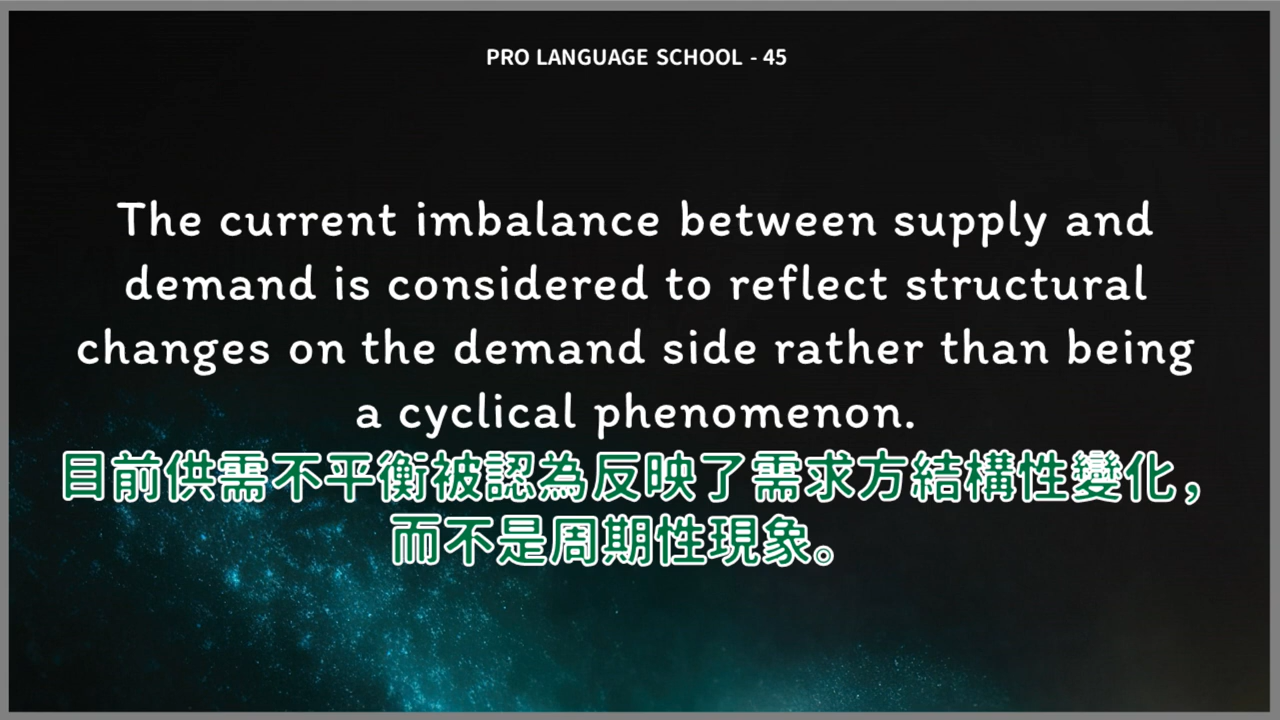 PRO LANGUAGE SCHOOL - 45
The current imbalance between supply and
demand is considered to reflect structural
changes on the demand side rather than being
a cyclical phenomenon.
目前供需不平衡被認為反映了需求方結構性變化，
而不是周期性現象。